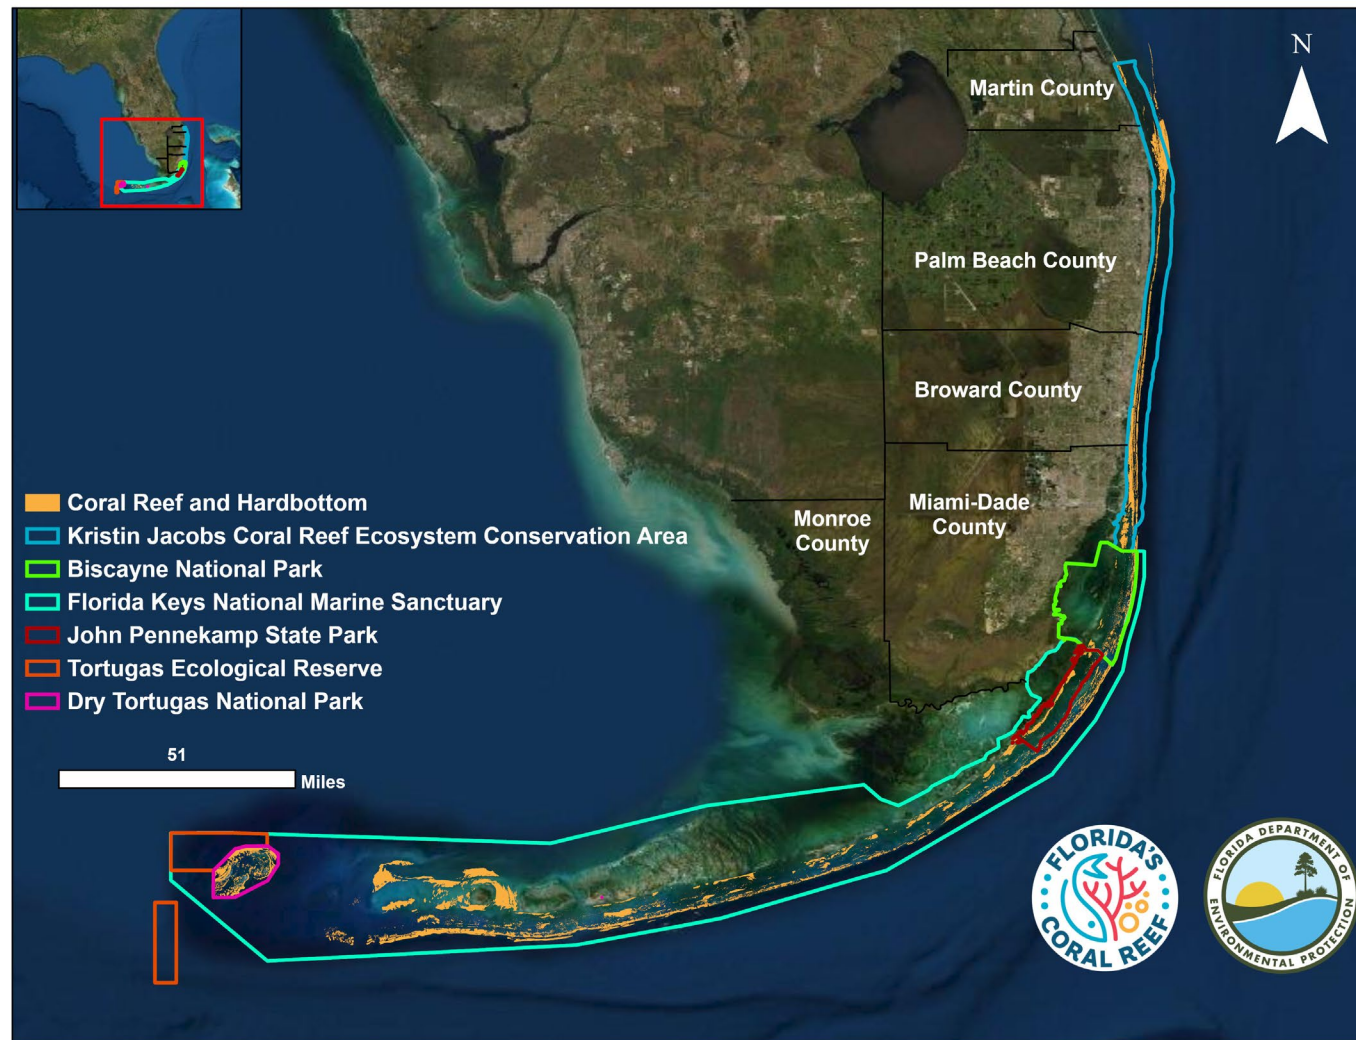 N
Martin County
Palm Beach County
Broward County
Miami-Dade
County
Monroe
County
Coral Reef and Hardbottom
Kristin Jacobs Coral Reef Ecosystem Conservation Area
Biscayne National Park
Florida Keys National Marine Sanctuary
John Pennekamp State Park
Tortugas Ecological Reserve
Dry Tortugas National Park
51
Miles
FLORIDA'S
CORAL REEF
FLORIDA DEPARTMENT OF
ENVIRONMENTAL PROTECTION